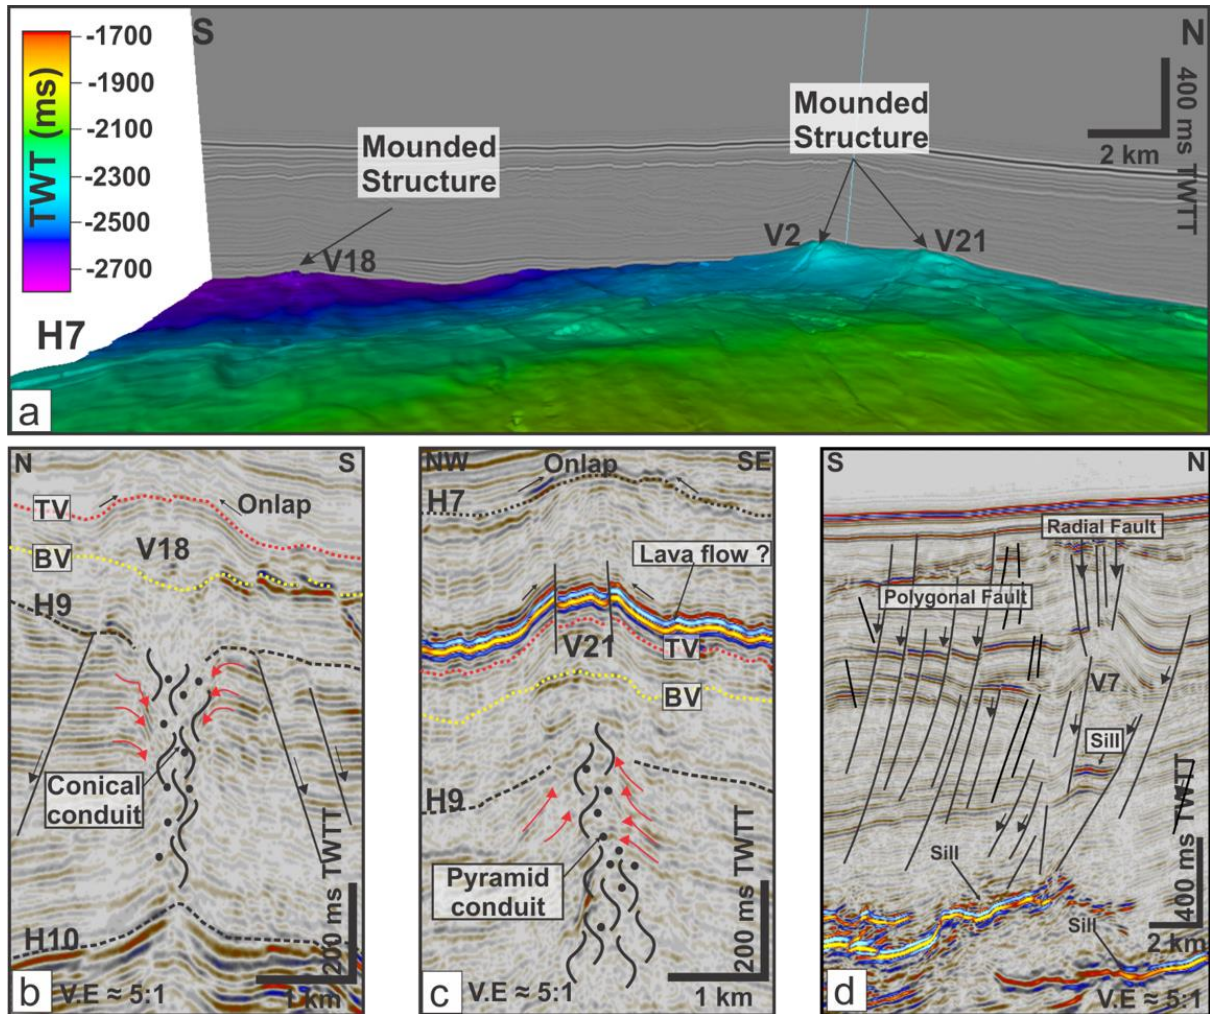 S
N
TWT (ms)
-1700
-1900
-2100
-2300
-2500
-2700
Mounded
Structure
Mounded
Structure
400 ms TWTT
2 km
V18
V2
V21
H7
a
N
S
TV
Onlap
BV
V18
H9
Conical
conduit
H10
200 ms TWTT
1 km
b
V.E ≈ 5:1
NW
Onlap
SE
H7
Lava flow ?
V21
TV
BV
H9
Pyramid
conduit
200 ms TWTT
1 km
c
V.E ≈ 5:1
S
N
Radial Fault
Polygonal Fault
V7
Sill
Sill
Sill
400 ms TWTT
2 km
d
V.E ≈ 5:1